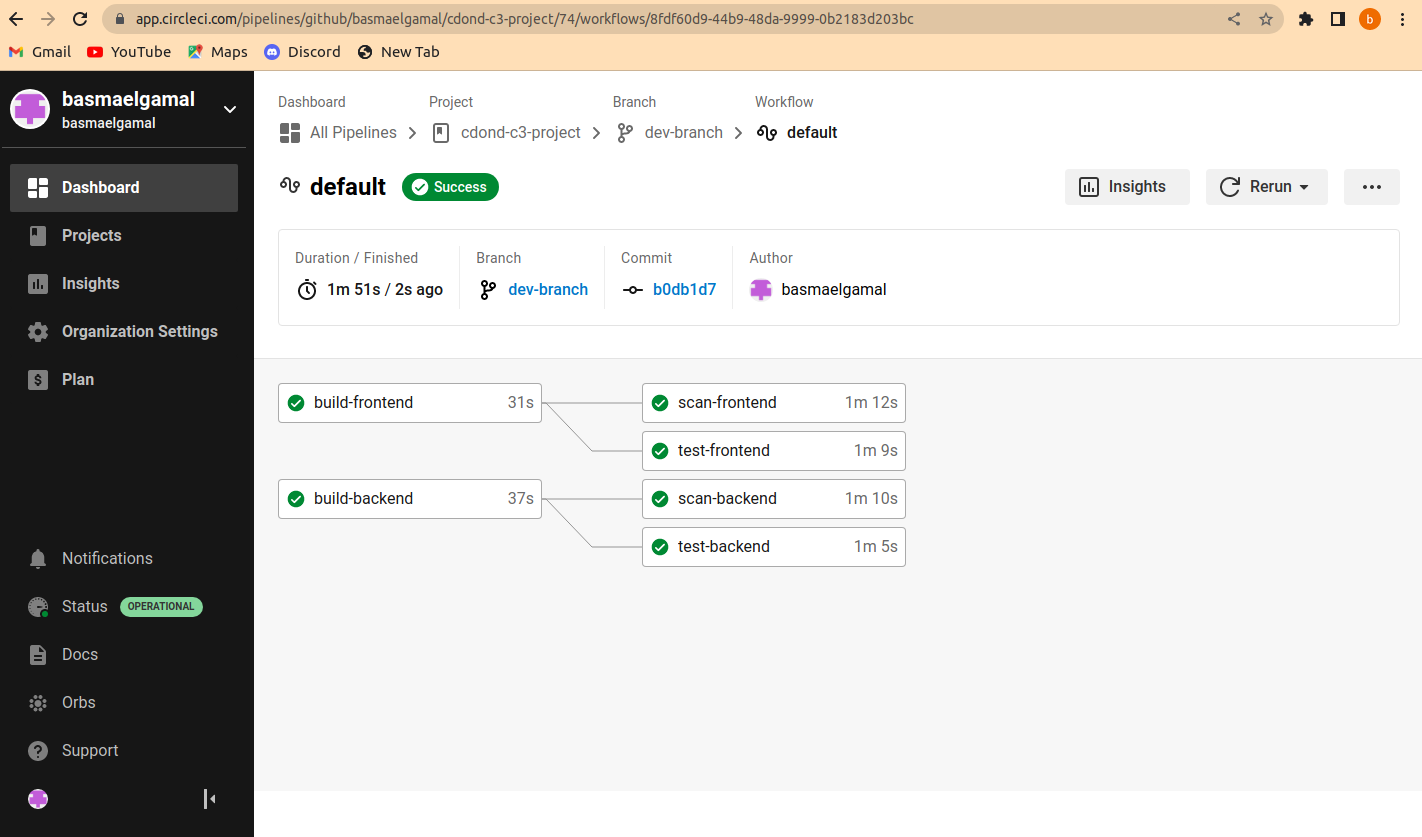 app.circleci.com/pipelines/github/basmaelgamal/cdond-c3-project/74/workflows/8fdf60d9-44b9-48da-9999-0b2183d203bc
b
Gmail YouTube Maps Discord New Tab
basmaelgamal
basmaelgamal
Dashboard
Projects
Insights
Organization Settings
Plan
Notifications
Status OPERATIONAL
Docs
Orbs
Support
Dashboard Project Branch Workflow
All Pipelines cdond-c3-project dev-branch default
default Success Insights Rerun
Duration / Finished Branch Commit Author
1m 51s / 2s ago dev-branch b0db1d7 basmaelgamal
build-frontend 31s scan-frontend 1m 12s
test-frontend 1m 9s
build-backend 37s scan-backend 1m 10s
test-backend 1m 5s